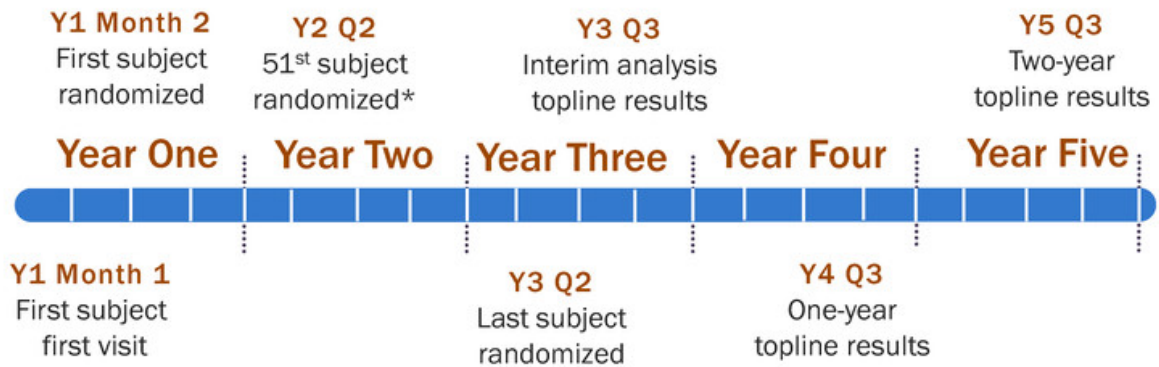 Y1 Month 2
First subject
randomized
Y2 Q2
51st subject
randomized*
Y3 Q3
Interim analysis
topline results
Y5 Q3
Two-year
topline results
Year One
Year Two
Year Three
Year Four
Year Five
Y1 Month 1
First subject
first visit
Y3 Q2
Last subject
randomized
Y4 Q3
One-year
topline results